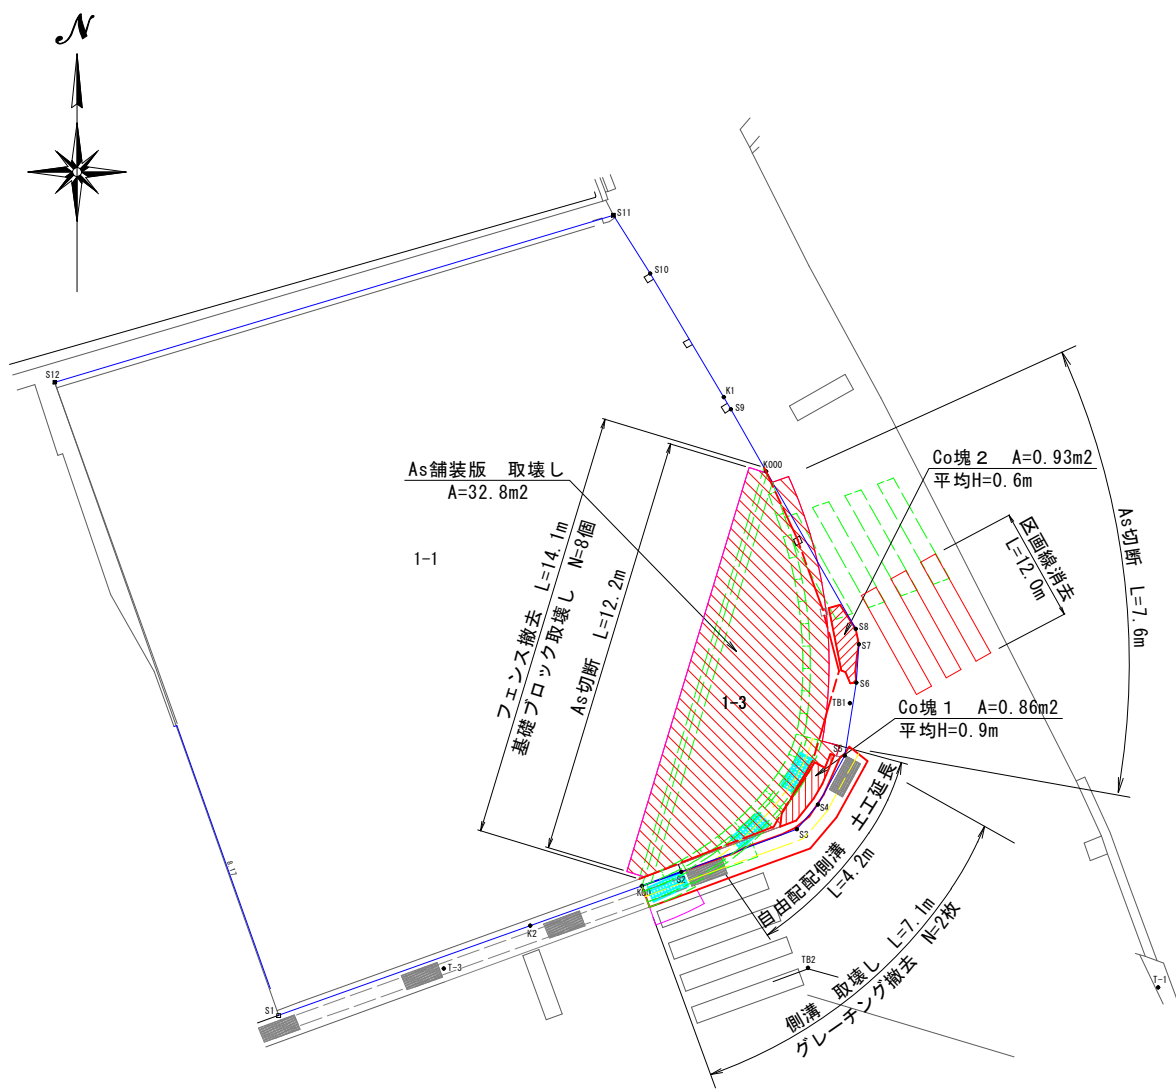 N
S11
S10
S12
K1
S9
As舗装版　取壊し
A=32.8m2
K000
Co塊２　A=0.93m2
平均H=0.6m
As切断　L=7.6m
区画線消去
L=12.0m
1-1
フェンス撤去　L=14.1m
基礎ブロック取壊し　N=8個
As切断　L=12.2m
S8
S7
S6
TB1
1-3
Co塊１　A=0.86m2
平均H=0.9m
S5
S4
S3
S2
自由配配側溝　土工延長
L=4.2m
側溝　取壊し　L=7.1m
グレーチング撤去　N=2枚
K2
T-3
TB2
T-1
S1
8.17